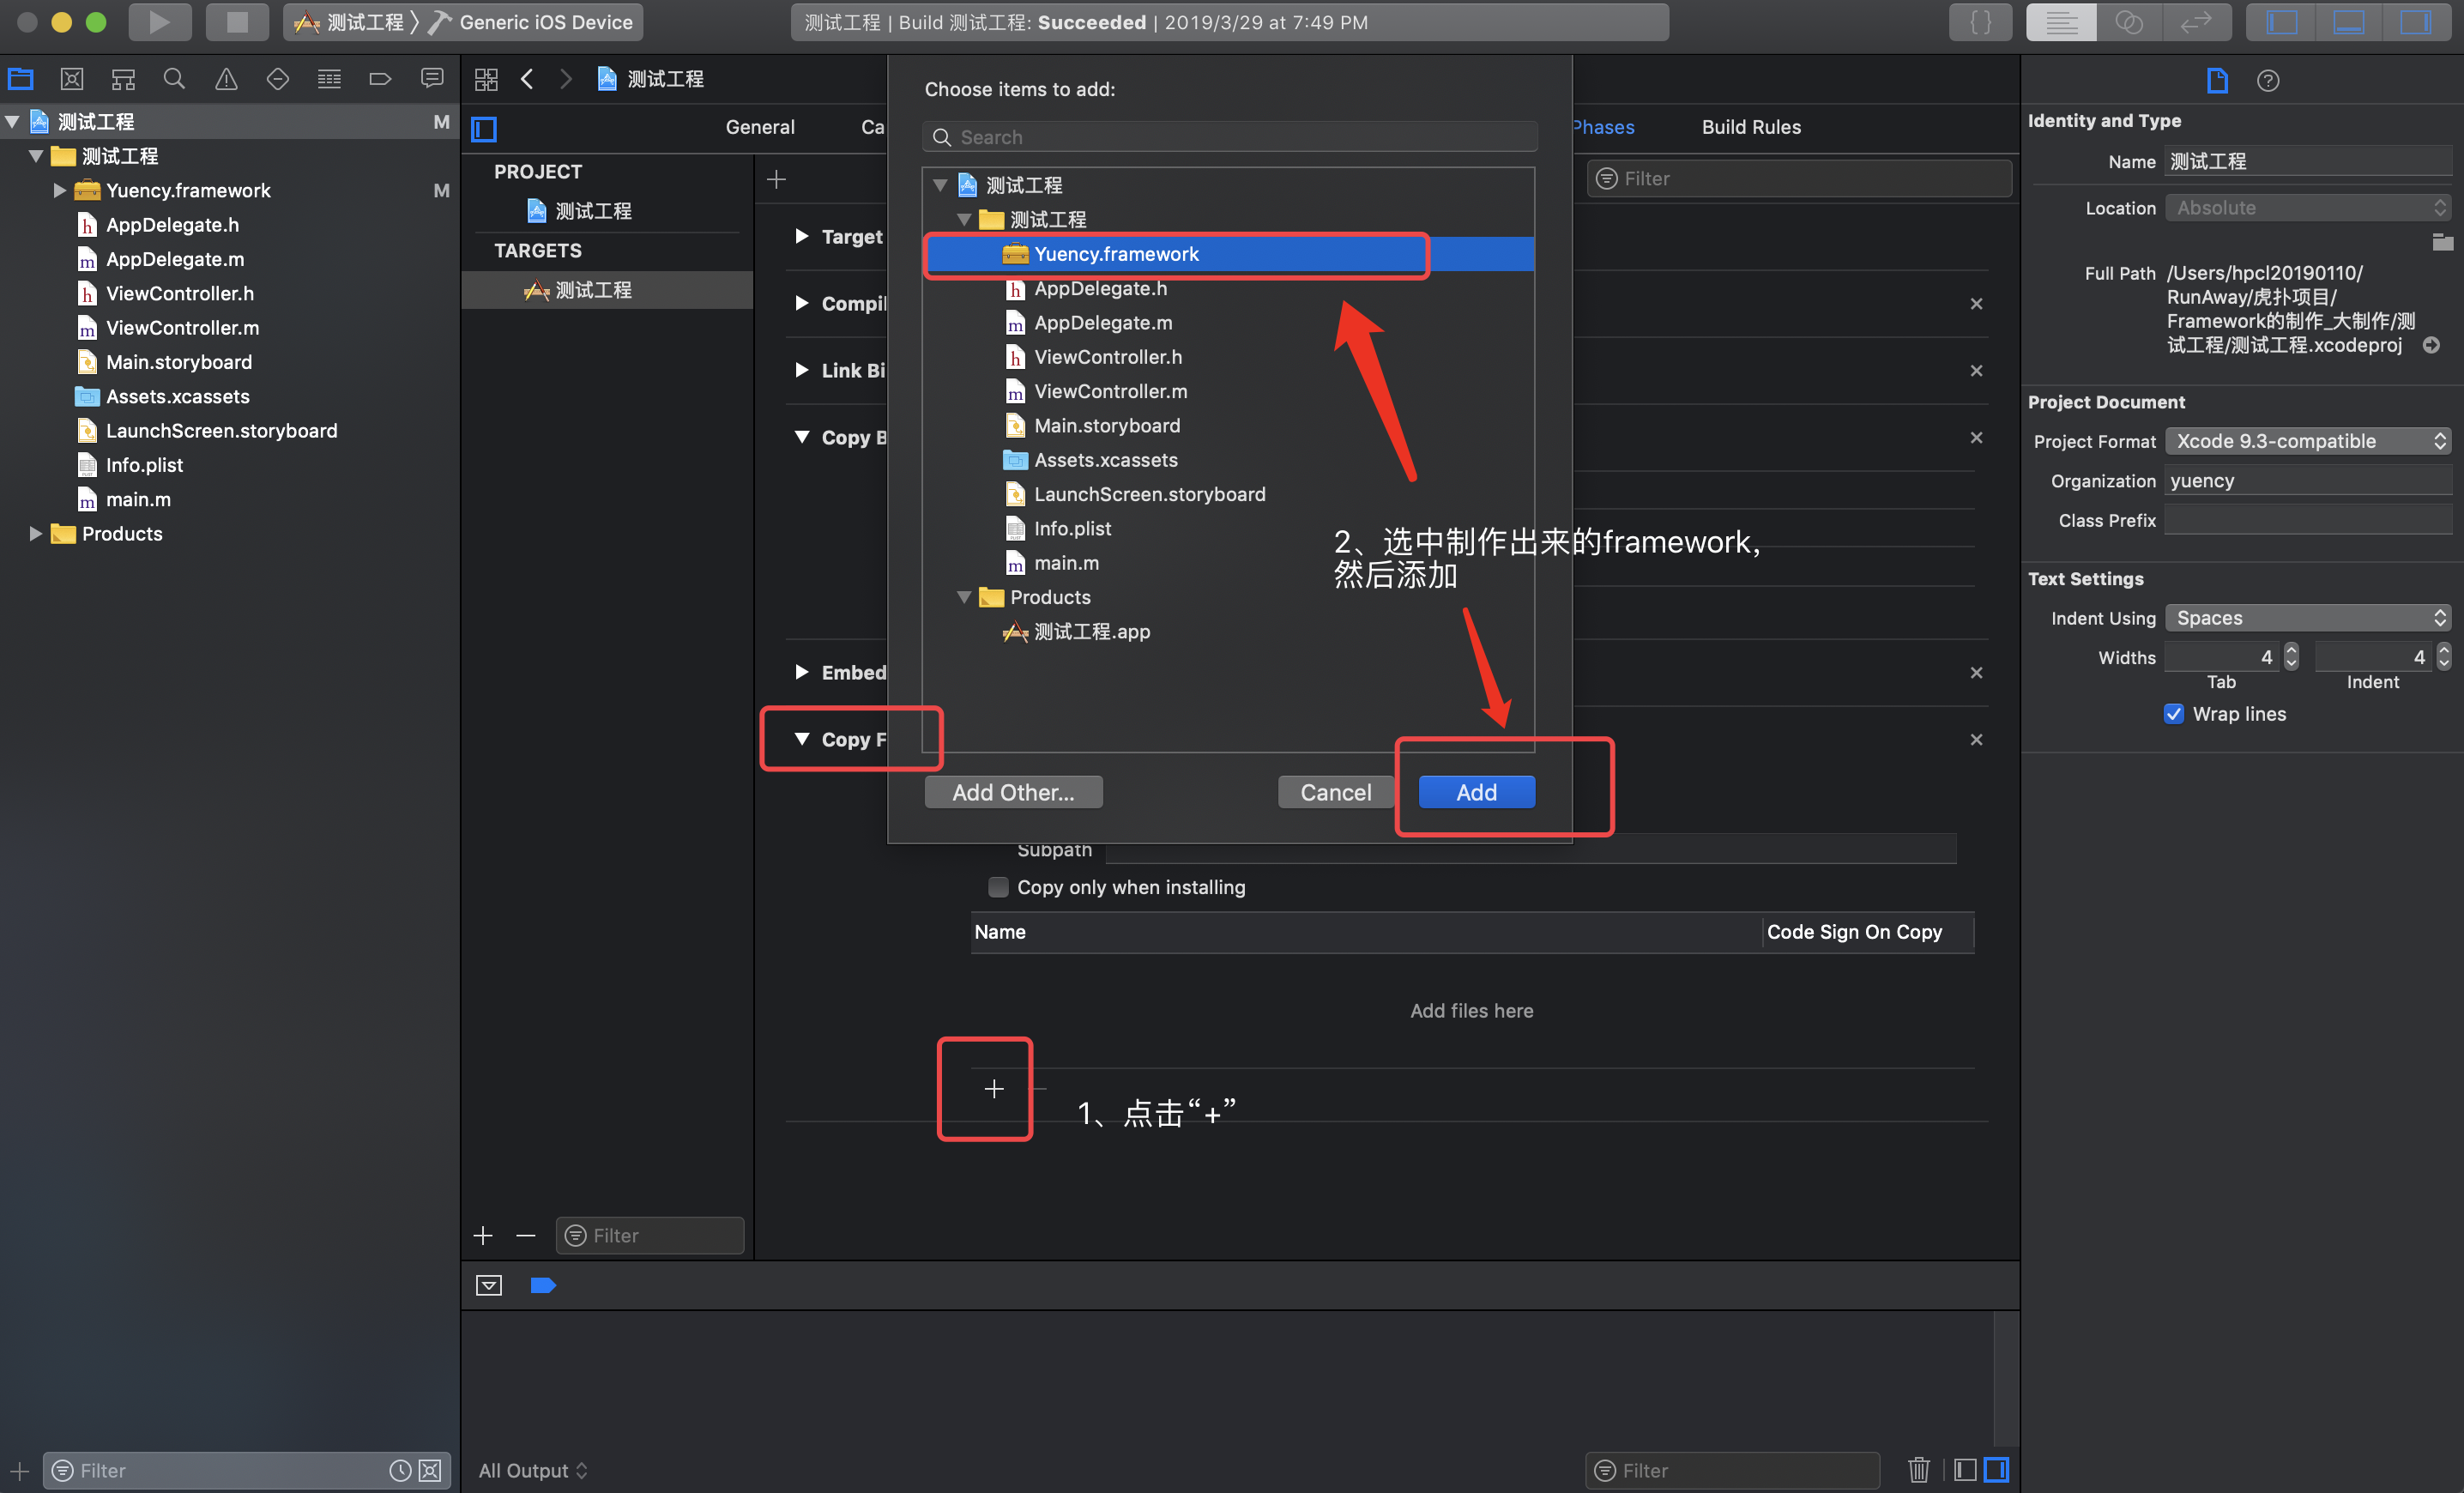 测试工程 〉 Generic iOS Device
测试工程 | Build 测试工程: Succeeded | 2019/3/29 at 7:49 PM
测试工程 M
测试工程
Yuency.framework M
AppDelegate.h
AppDelegate.m
ViewController.h
ViewController.m
Main.storyboard
Assets.xcassets
LaunchScreen.storyboard
Info.plist
main.m
Products
Filter
测试工程
General
Ca
Phases
Build Rules
PROJECT
测试工程
TARGETS
测试工程
Filter
Filter
Target
Compil
Link Bi
Copy B
Embed
Copy F
Choose items to add:
Search
测试工程
测试工程
Yuency.framework
AppDelegate.h
AppDelegate.m
ViewController.h
ViewController.m
Main.storyboard
Assets.xcassets
LaunchScreen.storyboard
Info.plist
main.m
Products
测试工程.app
Add Other...
Cancel
Add
2、选中制作出来的framework,
然后添加
Subpath
Copy only when installing
Name
Code Sign On Copy
Add files here
1、点击“+”
All Output
Filter
Identity and Type
Name 测试工程
Location Absolute
Full Path /Users/hpcl20190110/
RunAway/虎扑项目/
Framework的制作_大制作/测
试工程/测试工程.xcodeproj
Project Document
Project Format Xcode 9.3-compatible
Organization yuency
Class Prefix
Text Settings
Indent Using Spaces
Widths 4 4
Tab Indent
Wrap lines